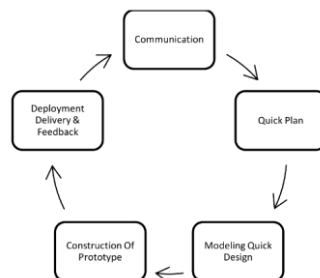 Communication
Quick Plan
Modeling Quick
Design
Construction Of
Prototype
Deployment
Delivery &
Feedback